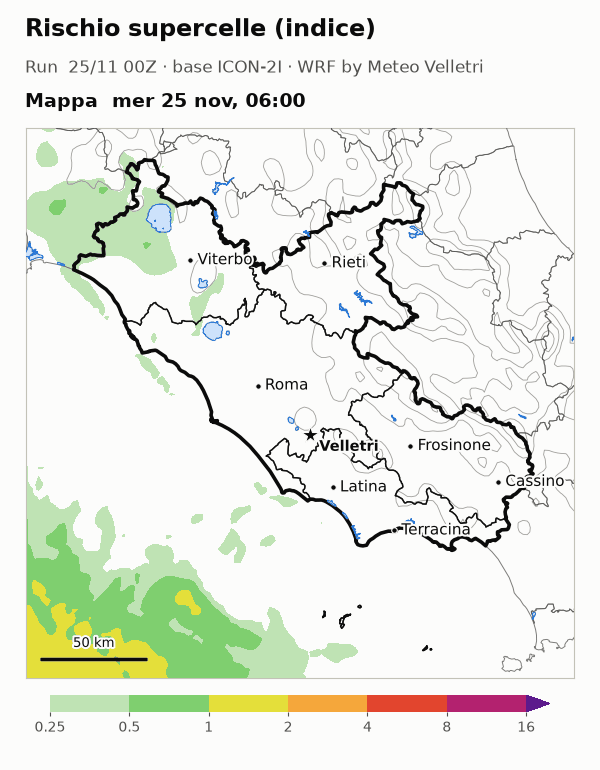 Rischio supercelle (indice)
Run  25/11 00Z · base ICON-2I · WRF by Meteo Velletri
Mappa  mer 25 nov, 06:00
Viterbo
Rieti
Roma
Velletri
Frosinone
Cassino
Latina
Terracina
50 km
0.25 0.5 1 2 4 8 16